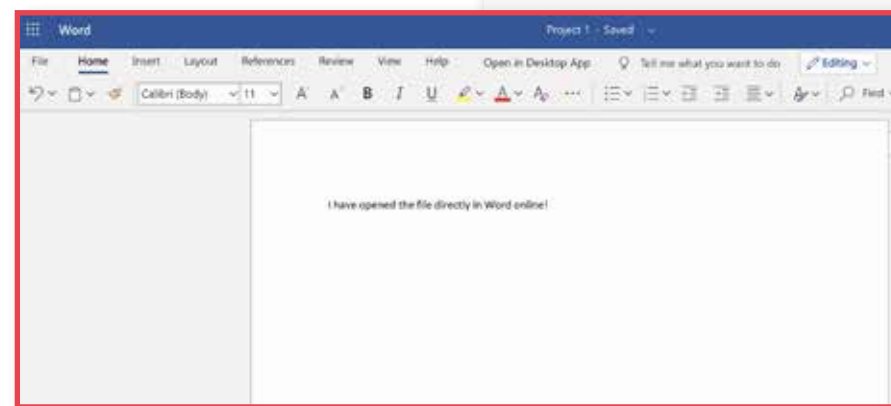 Word Project 1 - Saved
File Home Insert Layout References Review View Help Open in Desktop App Tell me what you want to do Editing
Calibri (Body) 11 A A B I U A A ... Find
I have opened the file directly in Word online!